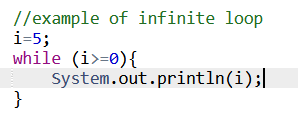 //example of infinite loop
i=5;
while (i>=0){
    System.out.println(i);
}